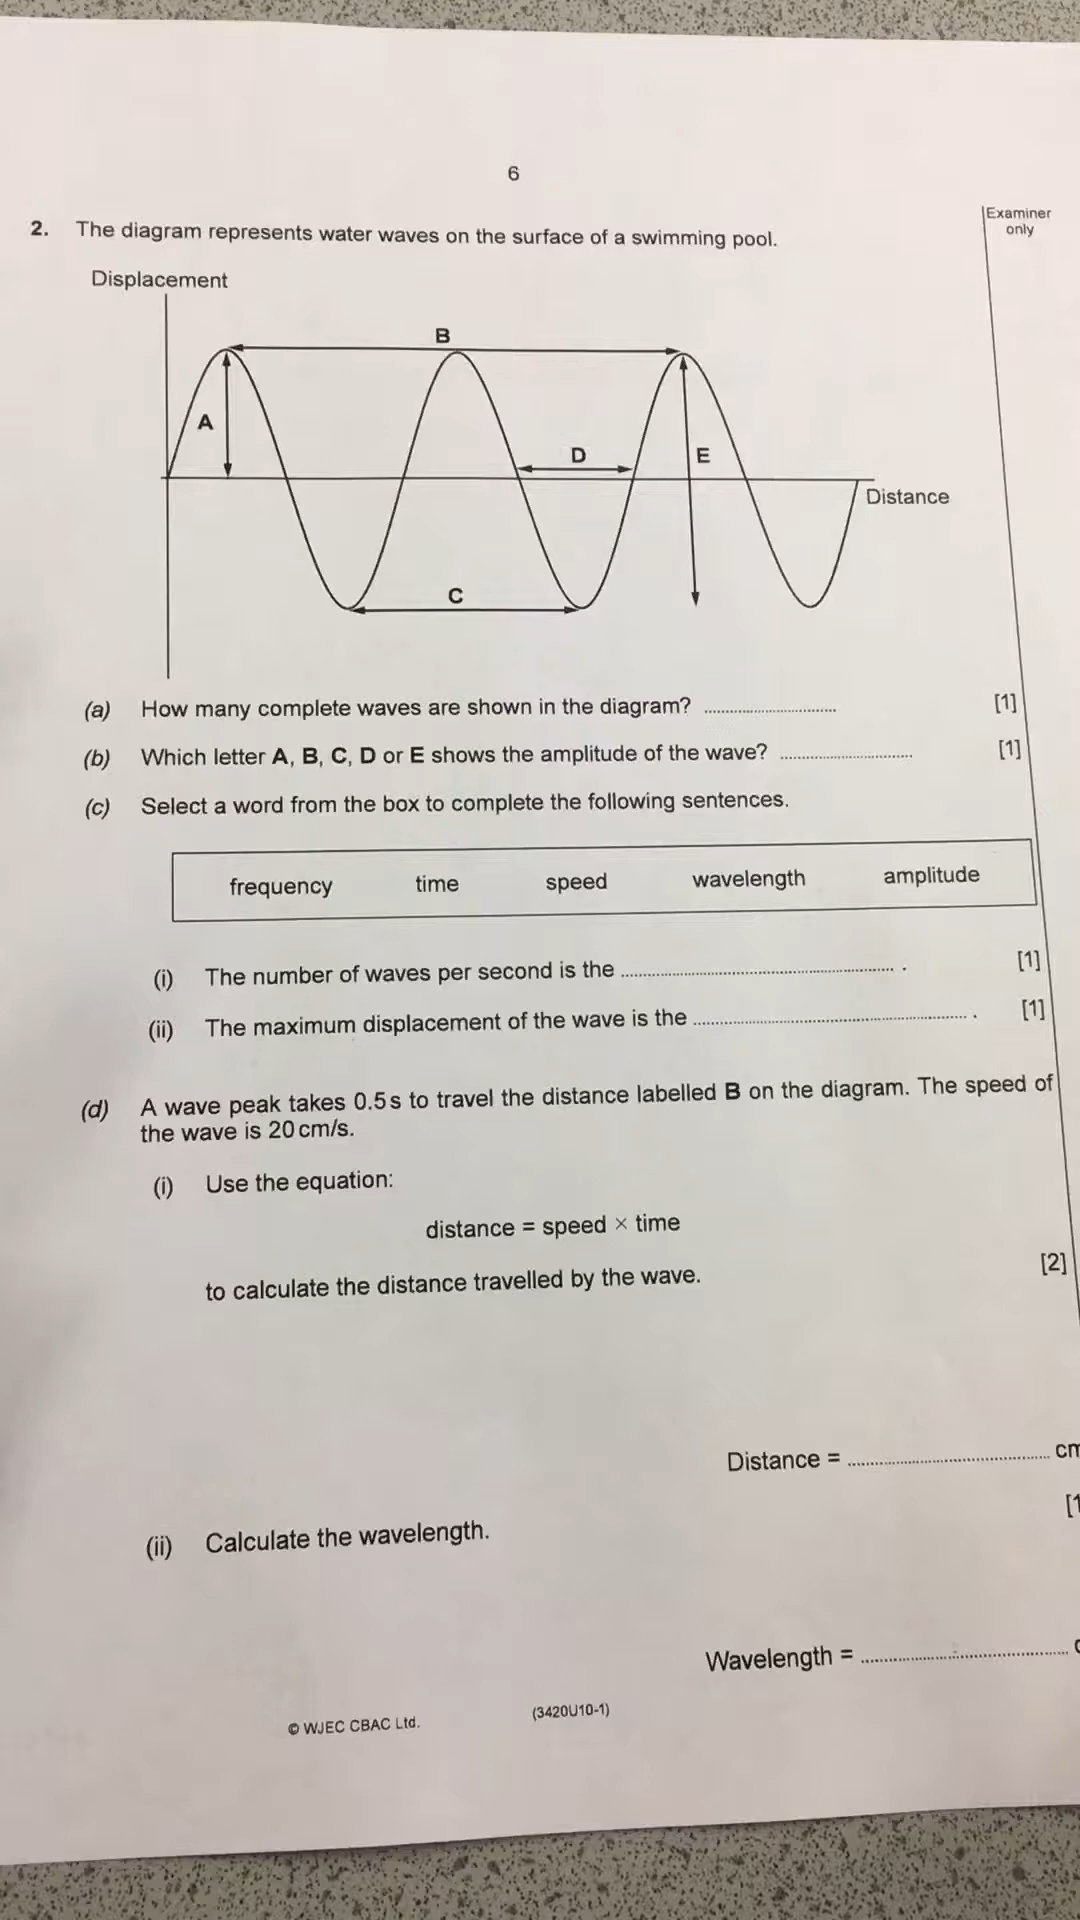 6
Examiner
only
2. The diagram represents water waves on the surface of a swimming pool.
Displacement
B
A
D
E
Distance
C
(a) How many complete waves are shown in the diagram? .............................. [1]
(b) Which letter A, B, C, D or E shows the amplitude of the wave? .............................. [1]
(c) Select a word from the box to complete the following sentences.
frequency time speed wavelength amplitude
(i) The number of waves per second is the .............................. . [1]
(ii) The maximum displacement of the wave is the .............................. . [1]
(d) A wave peak takes 0.5 s to travel the distance labelled B on the diagram. The speed of
the wave is 20 cm/s.
(i) Use the equation:
distance = speed × time
to calculate the distance travelled by the wave. [2]
Distance = .............................. cm
[1
(ii) Calculate the wavelength.
Wavelength = ..............................
© WJEC CBAC Ltd. (3420U10-1)